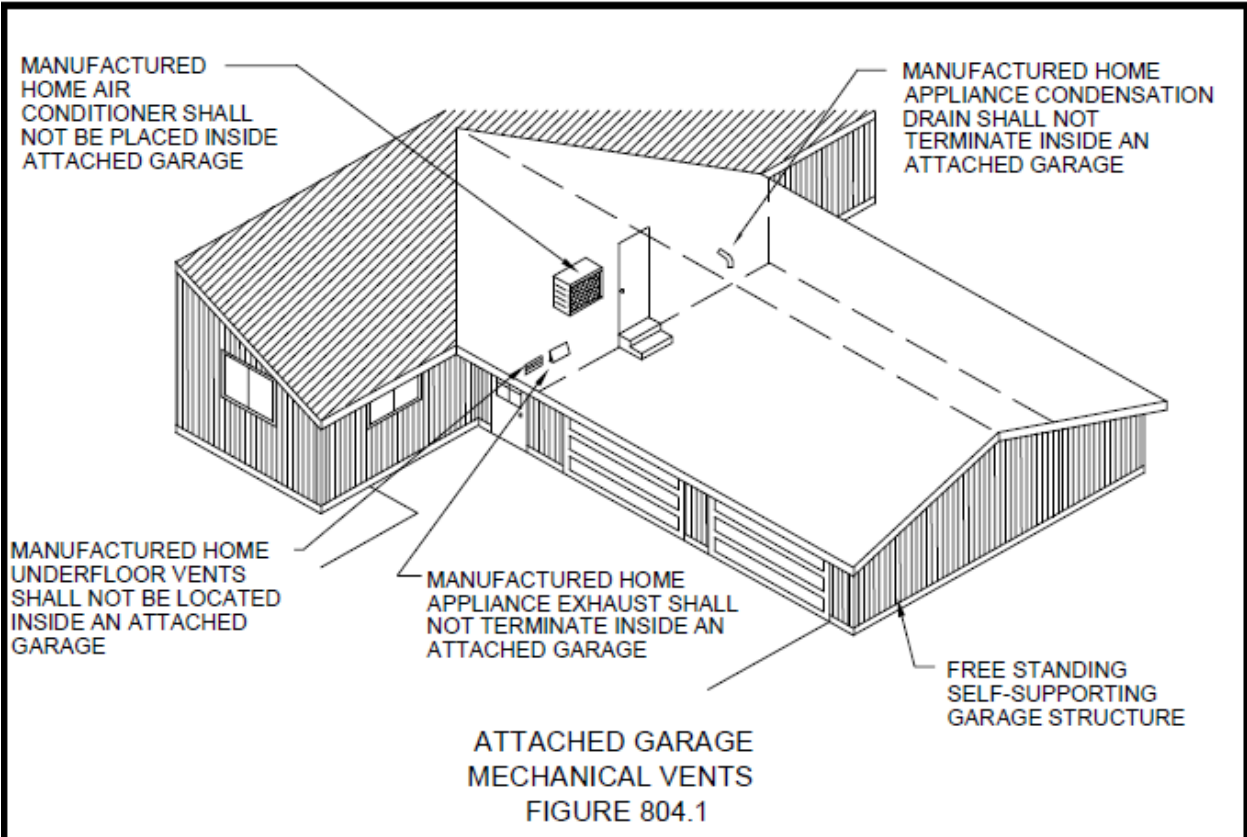 MANUFACTURED
HOME AIR
CONDITIONER SHALL
NOT BE PLACED INSIDE
ATTACHED GARAGE
MANUFACTURED HOME
APPLIANCE CONDENSATION
DRAIN SHALL NOT
TERMINATE INSIDE AN
ATTACHED GARAGE
MANUFACTURED HOME
UNDERFLOOR VENTS
SHALL NOT BE LOCATED
INSIDE AN ATTACHED
GARAGE
MANUFACTURED HOME
APPLIANCE EXHAUST SHALL
NOT TERMINATE INSIDE AN
ATTACHED GARAGE
FREE STANDING
SELF-SUPPORTING
GARAGE STRUCTURE
ATTACHED GARAGE
MECHANICAL VENTS
FIGURE 804.1